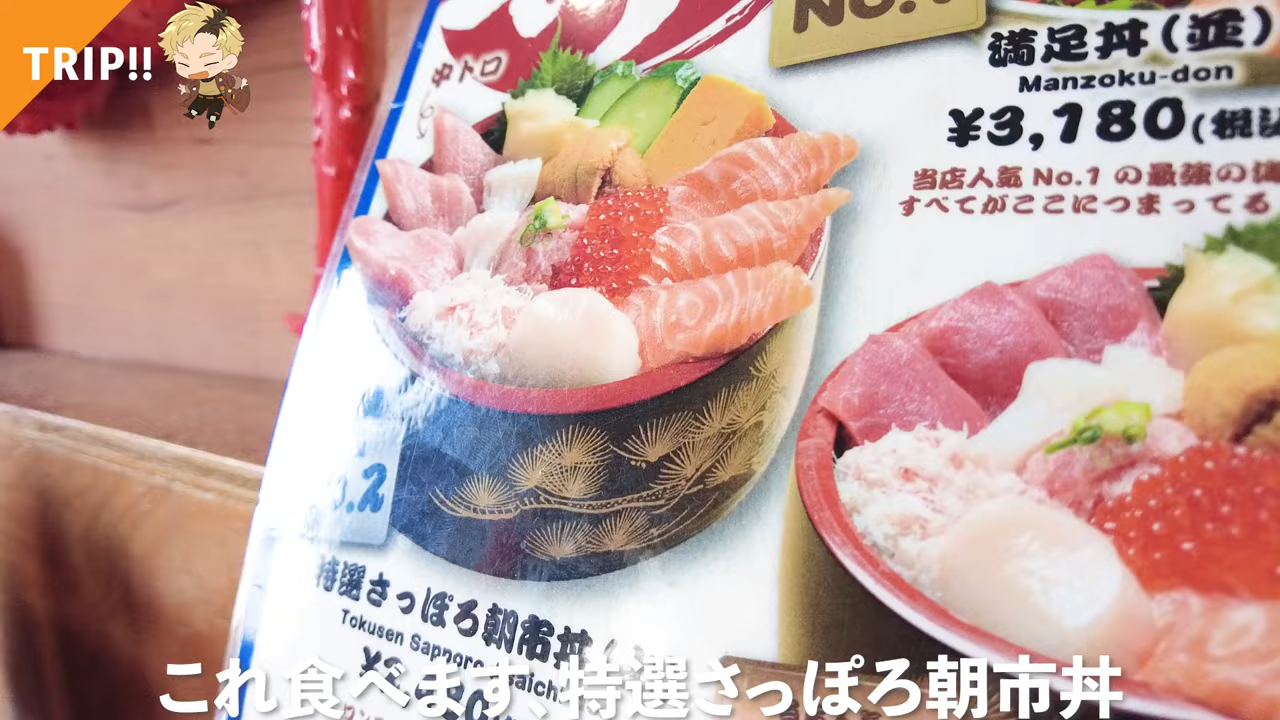 TRIP!!
中トロ
No.1
満足丼(並)
Manzoku-don
¥3,180(税込
当店人気No.1の最強の
すべてがここにつまってる
.2
特選さっぽろ朝市丼
Tokusen Sapporo
これ食べます、特選さっぽろ朝市丼